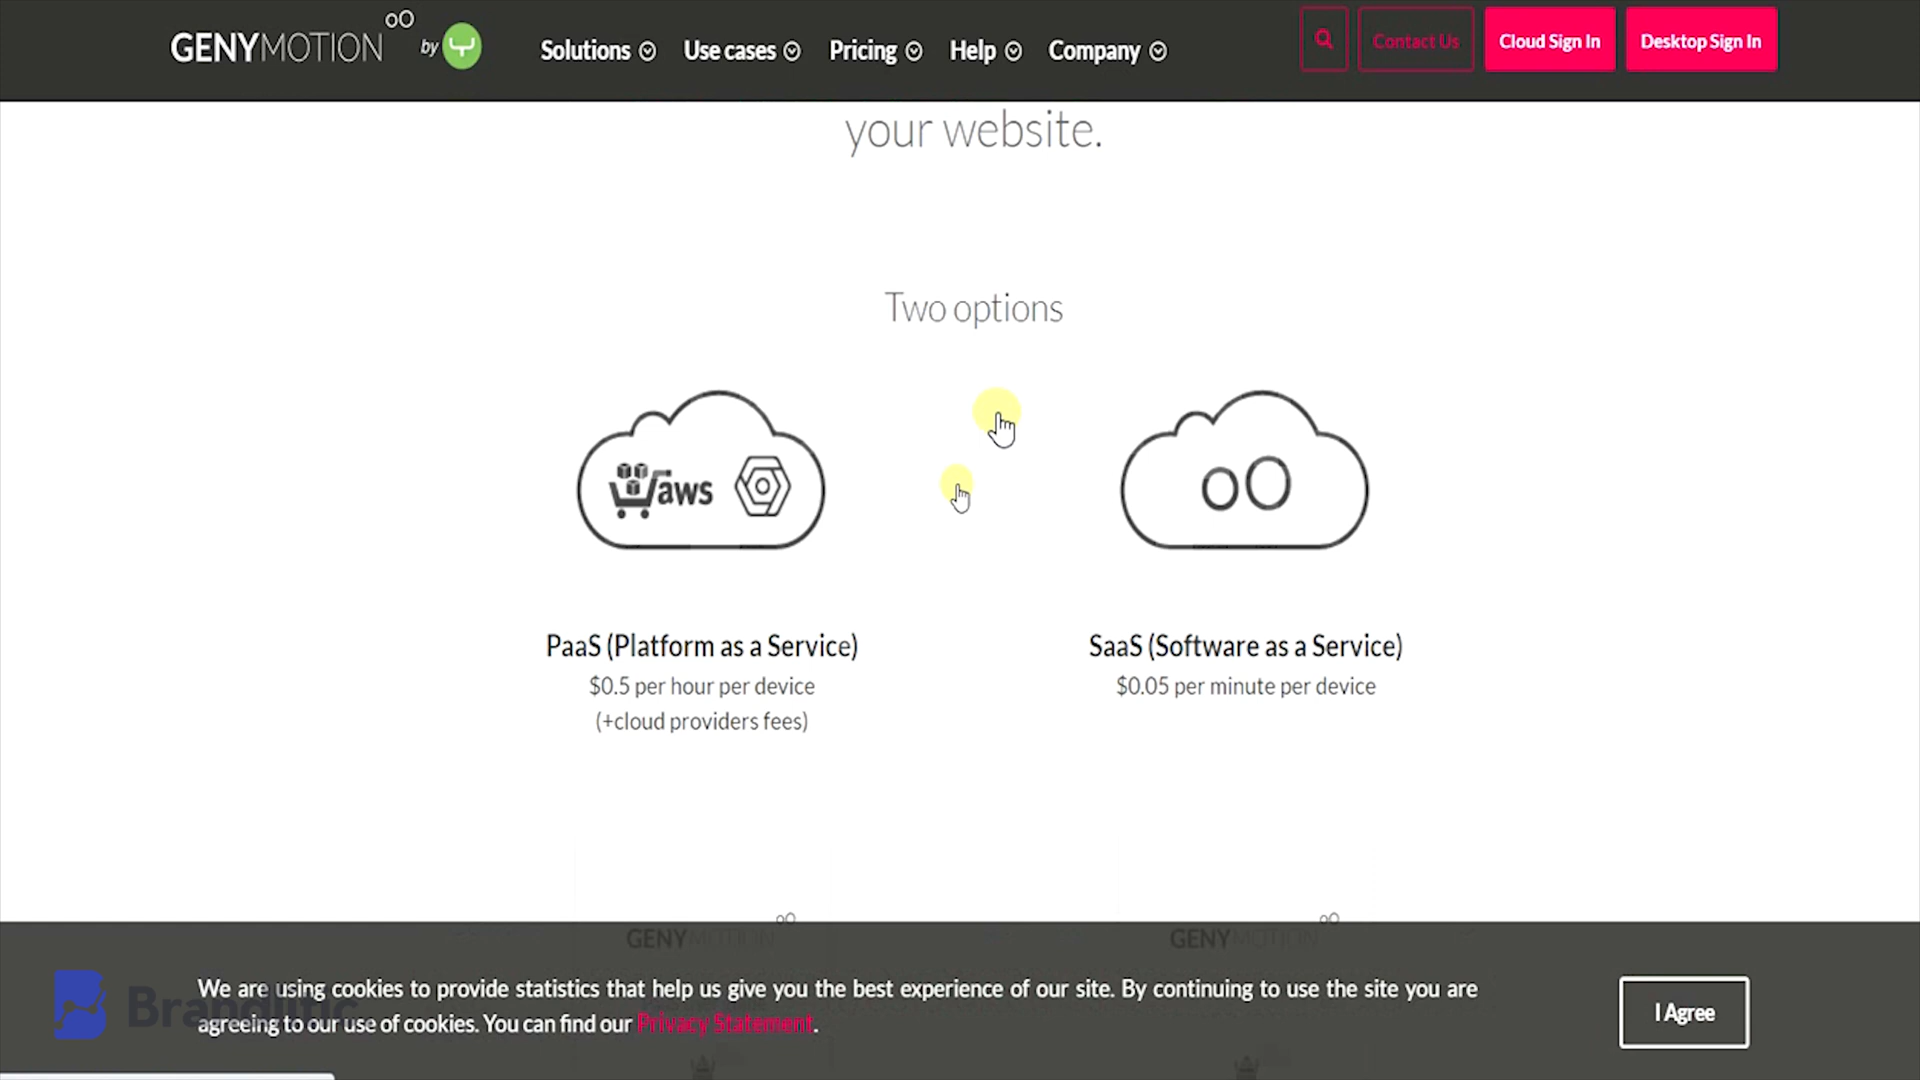 GENYMOTION by
Solutions
Use cases
Pricing
Help
Company
Contact Us
Cloud Sign In
Desktop Sign In
your website.
Two options
aws
PaaS (Platform as a Service)
$0.5 per hour per device
(+cloud providers fees)
SaaS (Software as a Service)
$0.05 per minute per device
GENYMOTION
GENYMOTION
We are using cookies to provide statistics that help us give you the best experience of our site. By continuing to use the site you are
agreeing to our use of cookies. You can find our Privacy Statement.
I Agree